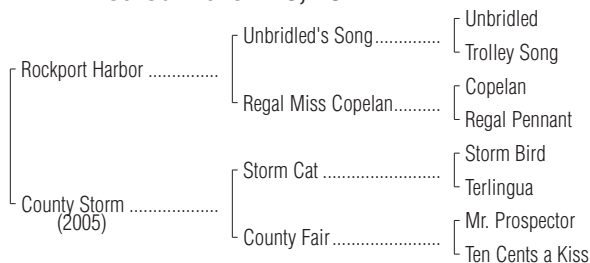 Unbridled
Unbridled's Song...............
Trolley Song
Rockport Harbor ................
Copelan
Regal Miss Copelan..........
Regal Pennant
Storm Bird
Storm Cat .........................
Terlingua
County Storm ....................
(2005)
Mr. Prospector
County Fair........................
Ten Cents a Kiss